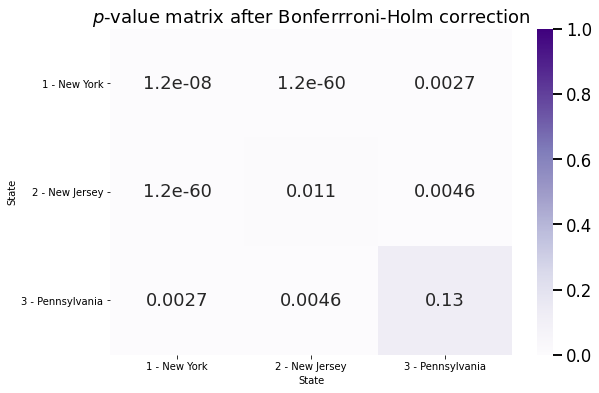 p-value matrix after Bonferrroni-Holm correction
State
1 - New York
1.2e-08
1.2e-60
0.0027
2 - New Jersey
1.2e-60
0.011
0.0046
3 - Pennsylvania
0.0027
0.0046
0.13
1 - New York
2 - New Jersey
3 - Pennsylvania
State
1.0
0.8
0.6
0.4
0.2
0.0